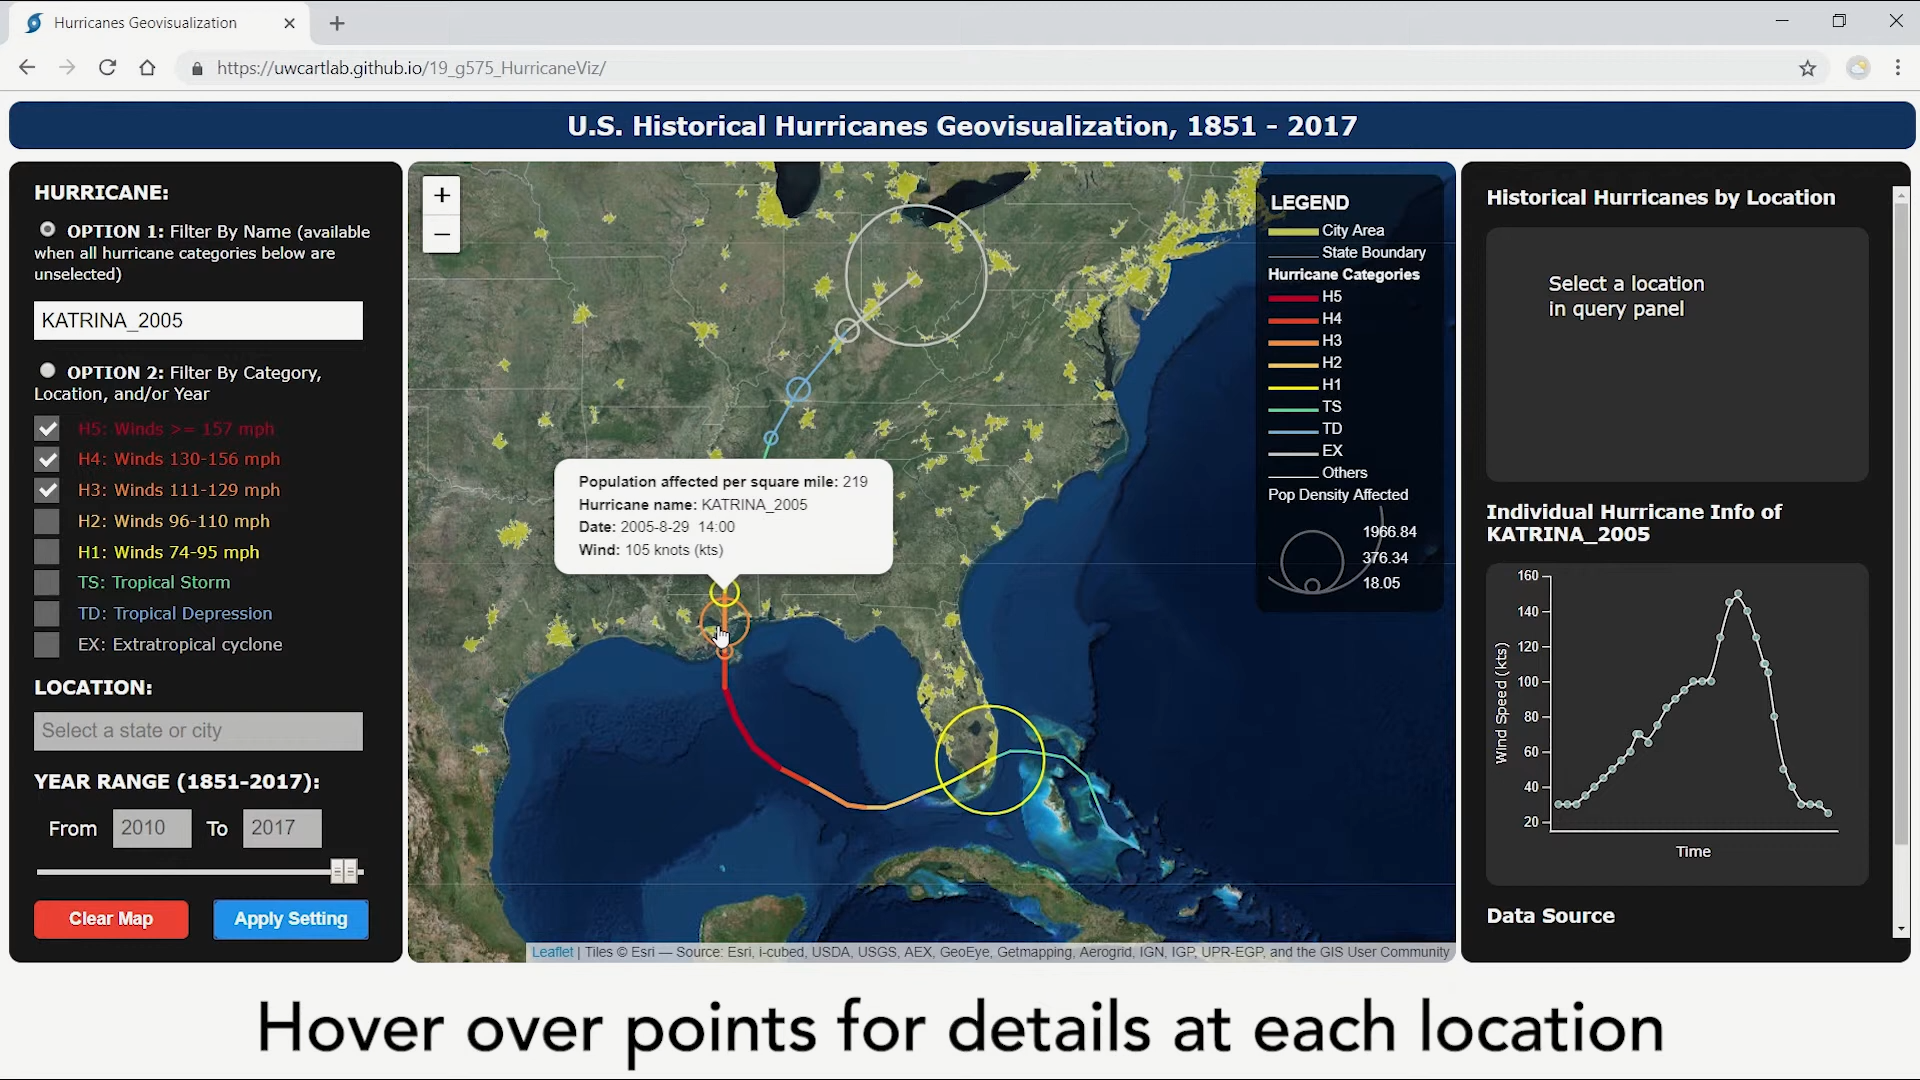 Hurricanes Geovisualization
https://uwcartlab.github.io/19_g575_HurricaneViz/
U.S. Historical Hurricanes Geovisualization, 1851 - 2017
HURRICANE:
OPTION 1: Filter By Name (available
when all hurricane categories below are
unselected)
KATRINA_2005
OPTION 2: Filter By Category,
Location, and/or Year
H5: Winds >= 157 mph
H4: Winds 130-156 mph
H3: Winds 111-129 mph
H2: Winds 96-110 mph
H1: Winds 74-95 mph
TS: Tropical Storm
TD: Tropical Depression
EX: Extratropical cyclone
LOCATION:
Select a state or city
YEAR RANGE (1851-2017):
From 2010 To 2017
Clear Map
Apply Setting
+
−
Population affected per square mile: 219
Hurricane name: KATRINA_2005
Date: 2005-8-29 14:00
Wind: 105 knots (kts)
LEGEND
City Area
State Boundary
Hurricane Categories
H5
H4
H3
H2
H1
TS
TD
EX
Others
Pop Density Affected
1966.84
376.34
18.05
Leaflet | Tiles © Esri — Source: Esri, i-cubed, USDA, USGS, AEX, GeoEye, Getmapping, Aerogrid, IGN, IGP, UPR-EGP, and the GIS User Community
Historical Hurricanes by Location
Select a location
in query panel
Individual Hurricane Info of
KATRINA_2005
160
140
120
100
80
60
40
20
Wind Speed (kts)
Time
Data Source
Hover over points for details at each location